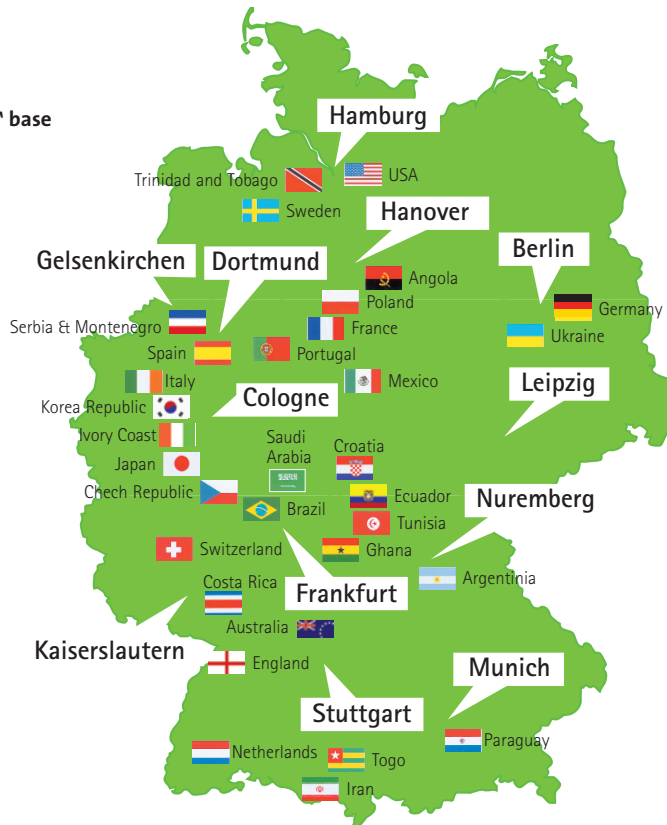 base
Hamburg
Trinidad and Tobago
USA
Sweden
Hanover
Gelsenkirchen
Dortmund
Berlin
Angola
Poland
Germany
Serbia & Montenegro
France
Ukraine
Spain
Portugal
Italy
Mexico
Leipzig
Korea Republic
Cologne
Ivory Coast
Saudi
Arabia
Croatia
Japan
Chech Republic
Ecuador
Nuremberg
Brazil
Tunisia
Switzerland
Ghana
Argentinia
Costa Rica
Frankfurt
Australia
Kaiserslautern
England
Munich
Stuttgart
Paraguay
Netherlands
Togo
Iran